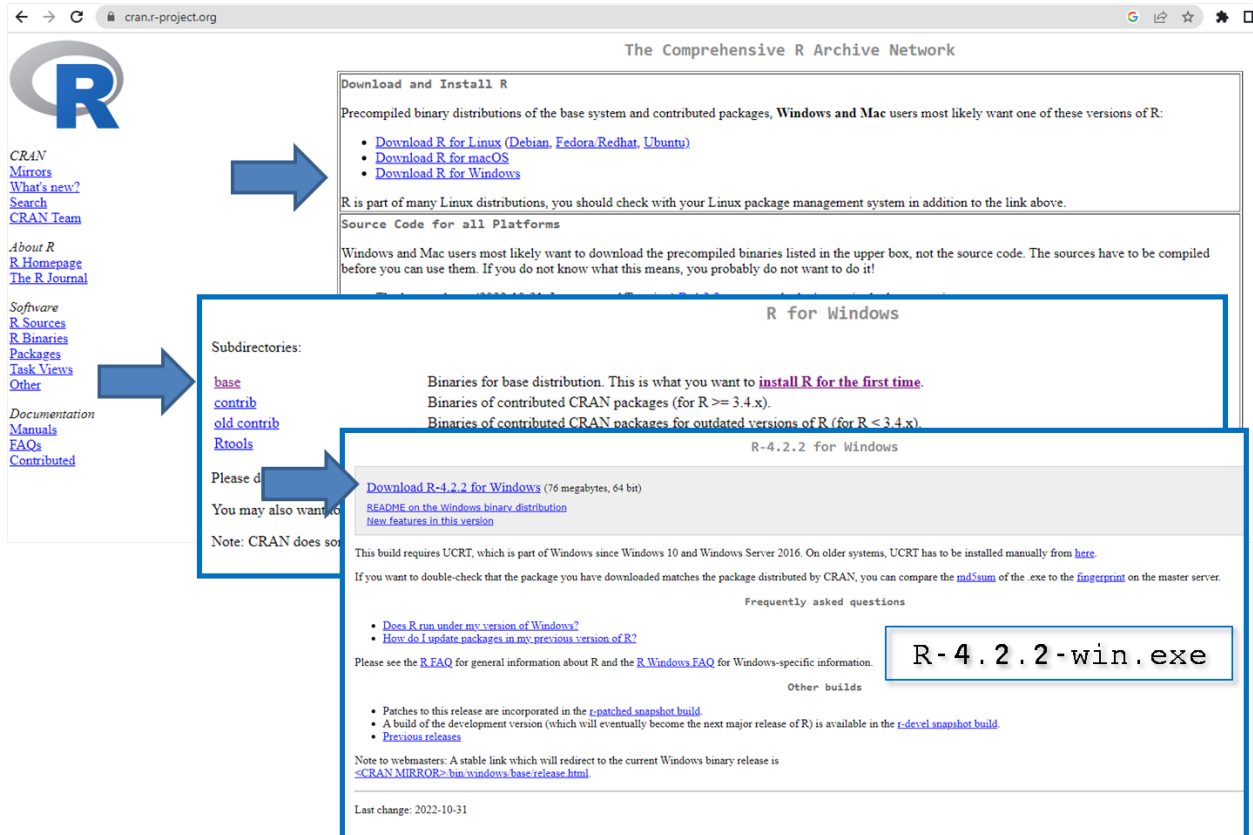 cran.r-project.org
The Comprehensive R Archive Network
R
CRAN
Mirrors
What's new?
Search
CRAN Team
About R
R Homepage
The R Journal
Software
R Sources
R Binaries
Packages
Task Views
Other
Documentation
Manuals
FAQs
Contributed
Download and Install R
Precompiled binary distributions of the base system and contributed packages, Windows and Mac users most likely want one of these versions of R:
• Download R for Linux (Debian, Fedora/Redhat, Ubuntu)
• Download R for macOS
• Download R for Windows
R is part of many Linux distributions, you should check with your Linux package management system in addition to the link above.
Source Code for all Platforms
Windows and Mac users most likely want to download the precompiled binaries listed in the upper box, not the source code. The sources have to be compiled
before you can use them. If you do not know what this means, you probably do not want to do it!
R for Windows
Subdirectories:
base Binaries for base distribution. This is what you want to install R for the first time.
contrib Binaries of contributed CRAN packages (for R >= 3.4.x).
old contrib Binaries of contributed CRAN packages for outdated versions of R (for R < 3.4.x).
Rtools
Please d
You may also want to
Note: CRAN does so
R-4.2.2 for Windows
Download R-4.2.2 for Windows (76 megabytes, 64 bit)
README on the Windows binary distribution
New features in this version
This build requires UCRT, which is part of Windows since Windows 10 and Windows Server 2016. On older systems, UCRT has to be installed manually from here.
If you want to double-check that the package you have downloaded matches the package distributed by CRAN, you can compare the md5sum of the .exe to the fingerprint on the master server.
Frequently asked questions
• Does R run under my version of Windows?
• How do I update packages in my previous version of R?
Please see the R FAQ for general information about R and the R Windows FAQ for Windows-specific information.
R-4.2.2-win.exe
Other builds
• Patches to this release are incorporated in the r-patched snapshot build.
• A build of the development version (which will eventually become the next major release of R) is available in the r-devel snapshot build.
• Previous releases
Note to webmasters: A stable link which will redirect to the current Windows binary release is
<CRAN MIRROR>/bin/windows/base/release.html.
Last change: 2022-10-31